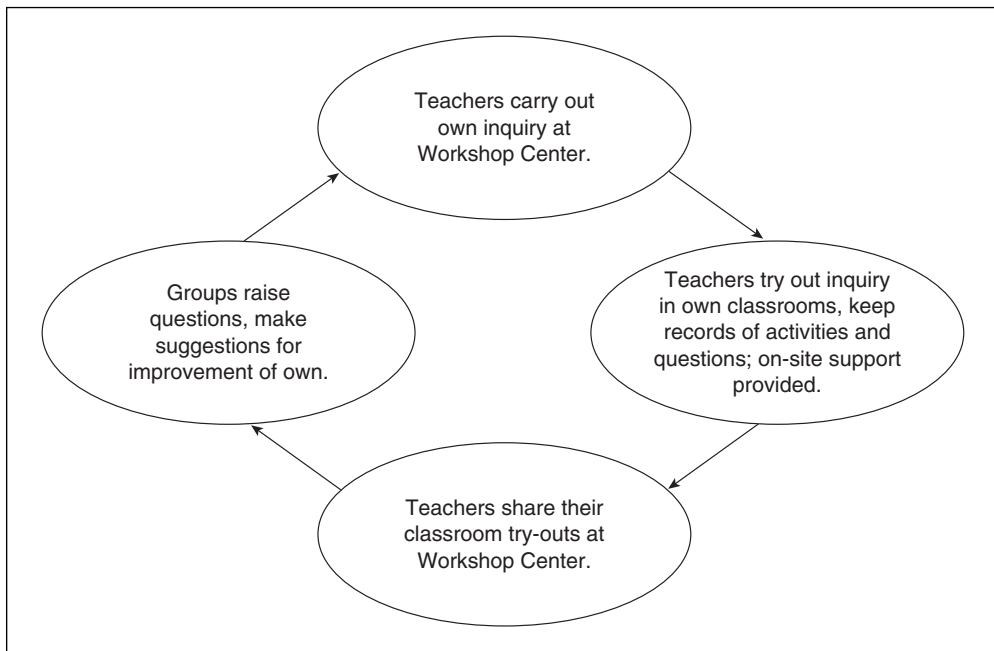 Teachers carry out
own inquiry at
Workshop Center.
Teachers try out inquiry
in own classrooms, keep
records of activities and
questions; on-site support
provided.
Teachers share their
classroom try-outs at
Workshop Center.
Groups raise
questions, make
suggestions for
improvement of own.